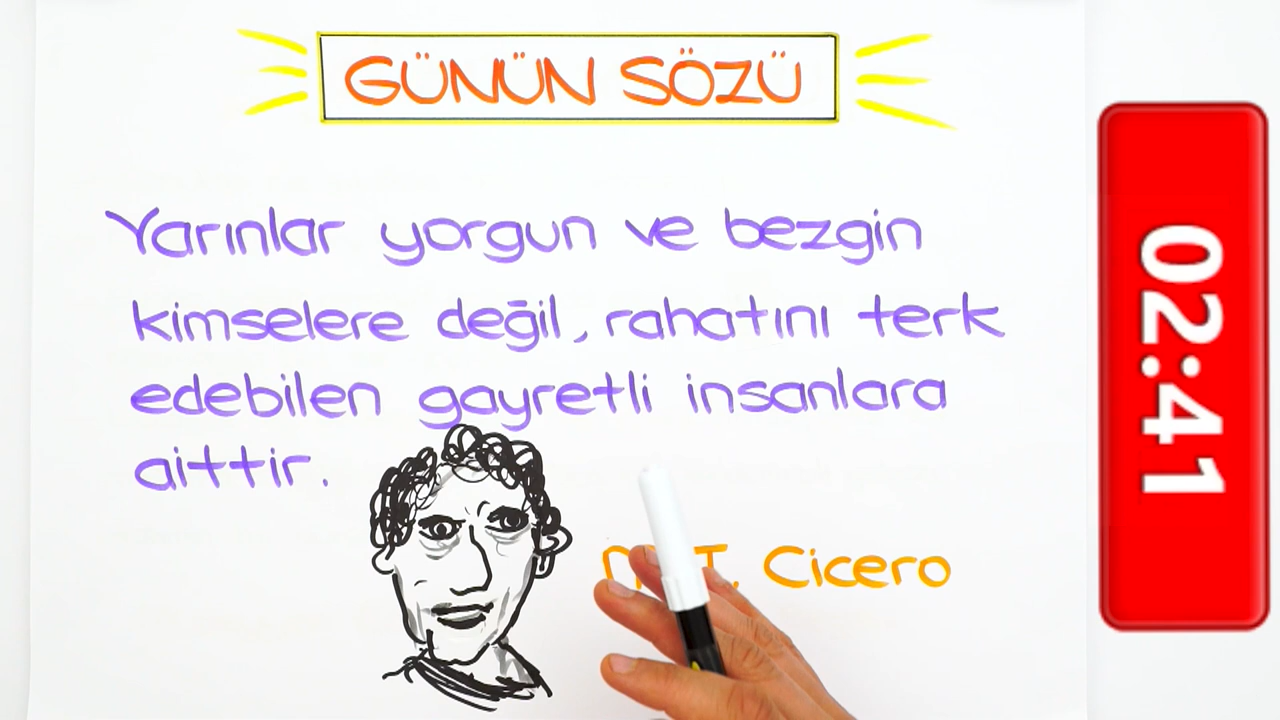 GÜNÜN SÖZÜ
Yarınlar yorgun ve bezgin
kimselere değil, rahatını terk
edebilen gayretli insanlara
aittir.
Cicero
02:41